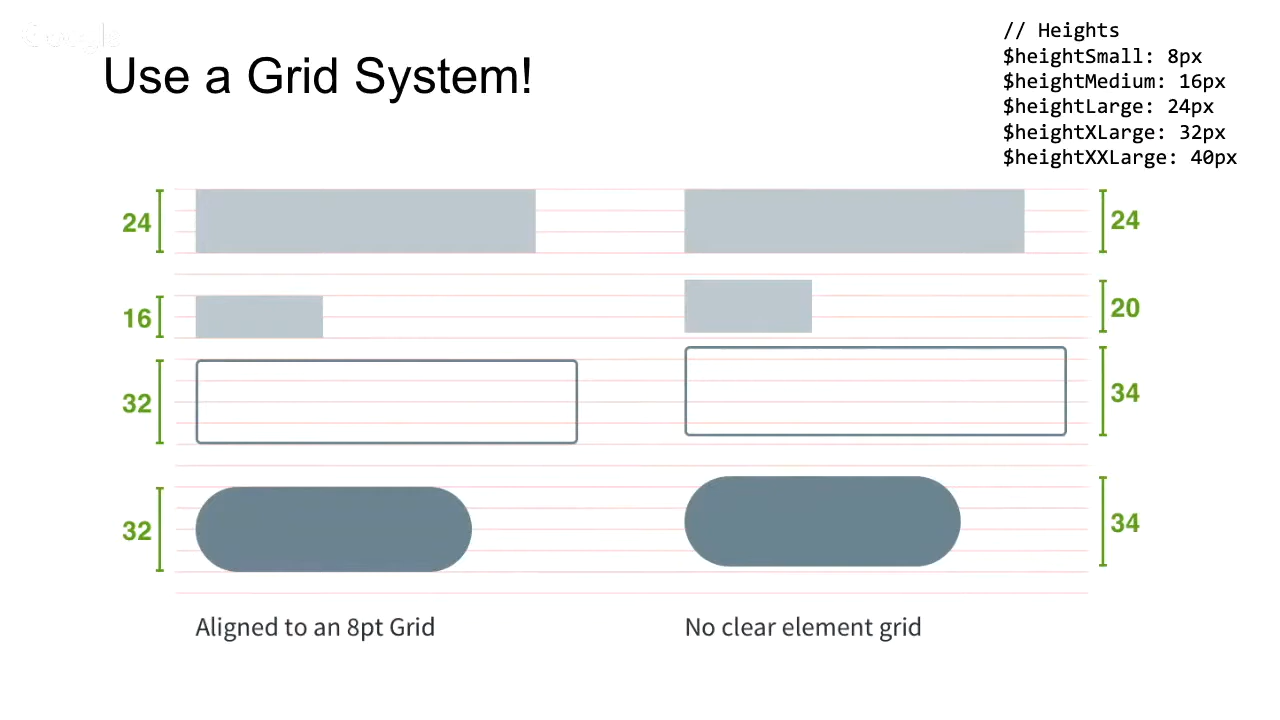 Google
Use a Grid System!
// Heights
$heightSmall: 8px
$heightMedium: 16px
$heightLarge: 24px
$heightXLarge: 32px
$heightXXLarge: 40px
24
24
16
20
32
34
32
34
Aligned to an 8pt Grid
No clear element grid